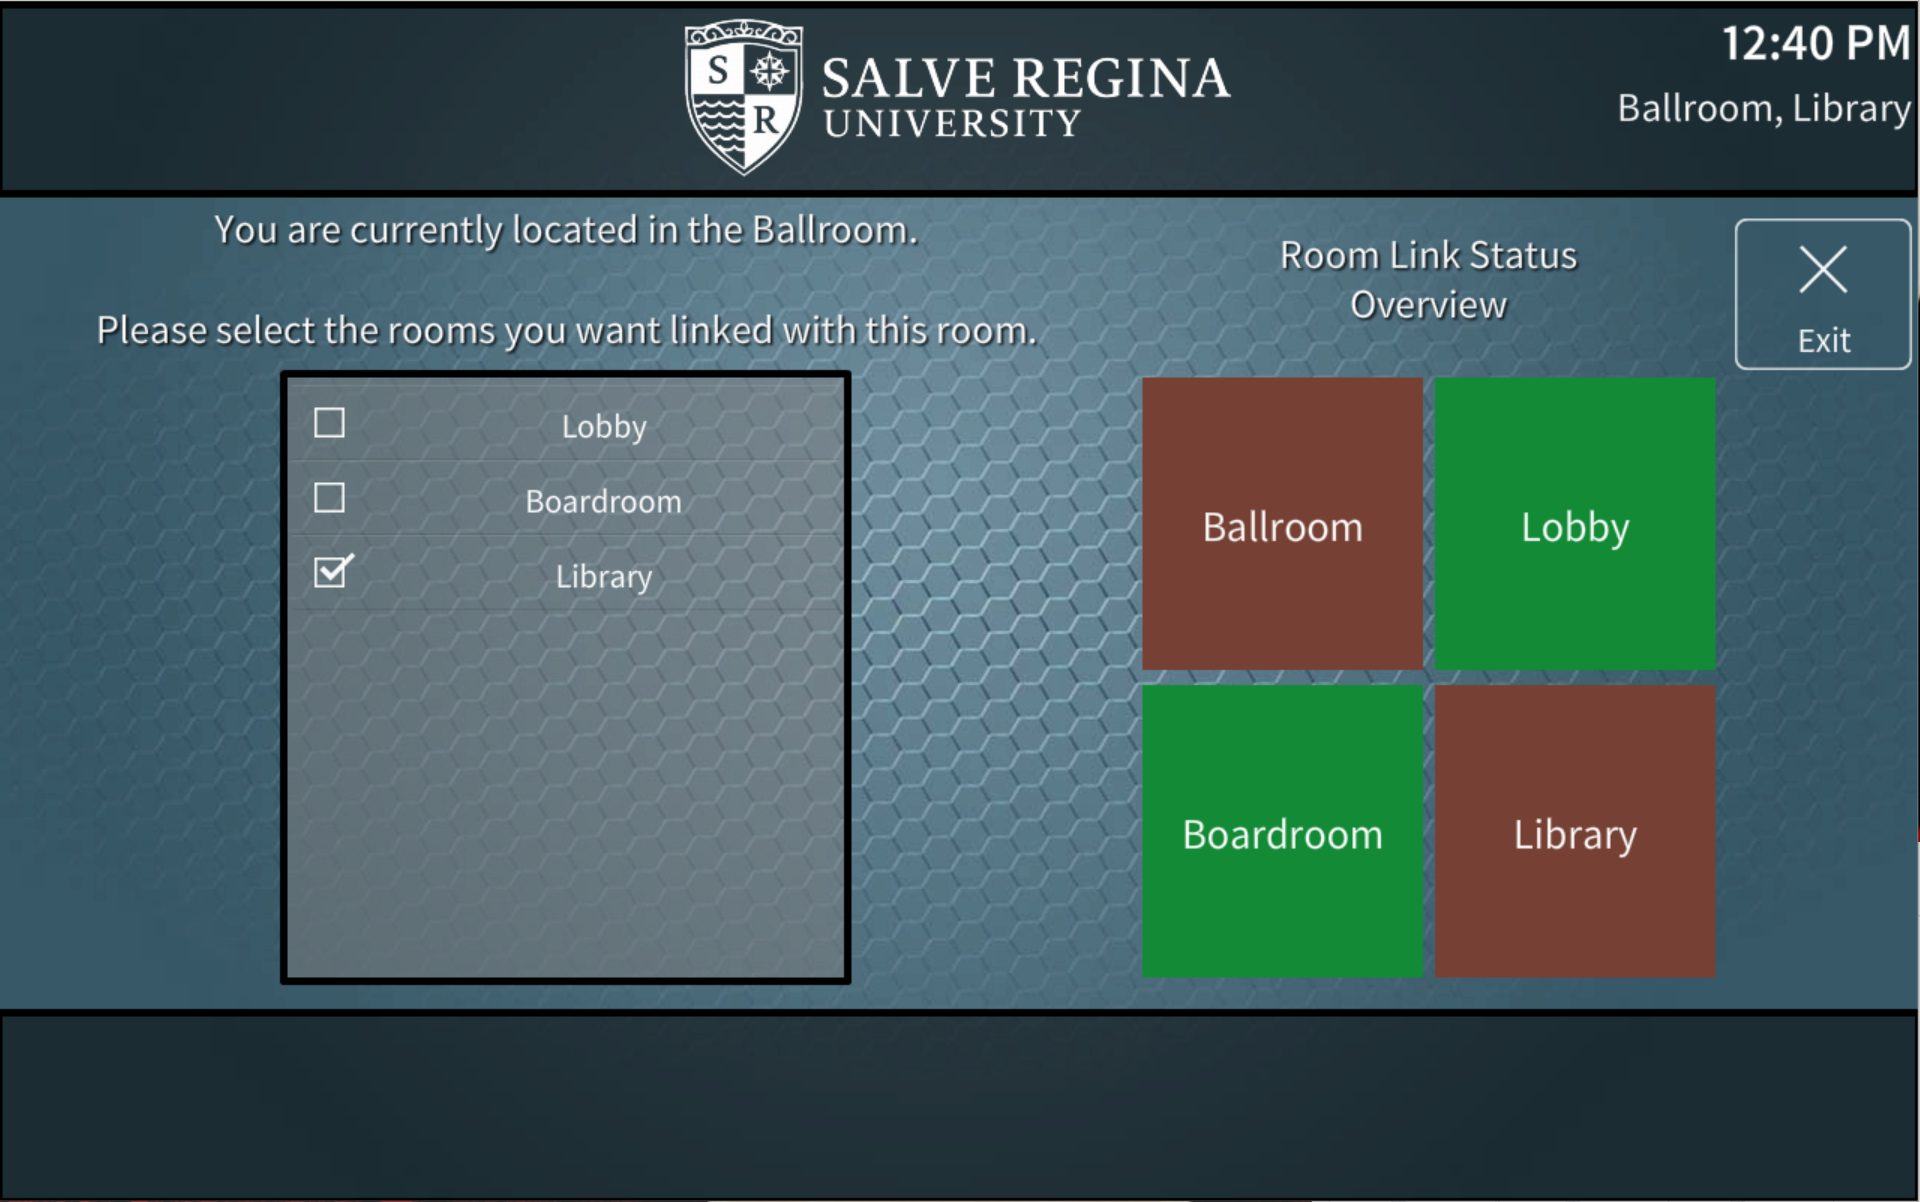 S
R
SALVE REGINA
UNIVERSITY
12:40 PM
Ballroom, Library
You are currently located in the Ballroom.
Please select the rooms you want linked with this room.
Lobby
Boardroom
Library
Room Link Status
Overview
Exit
Ballroom
Lobby
Boardroom
Library